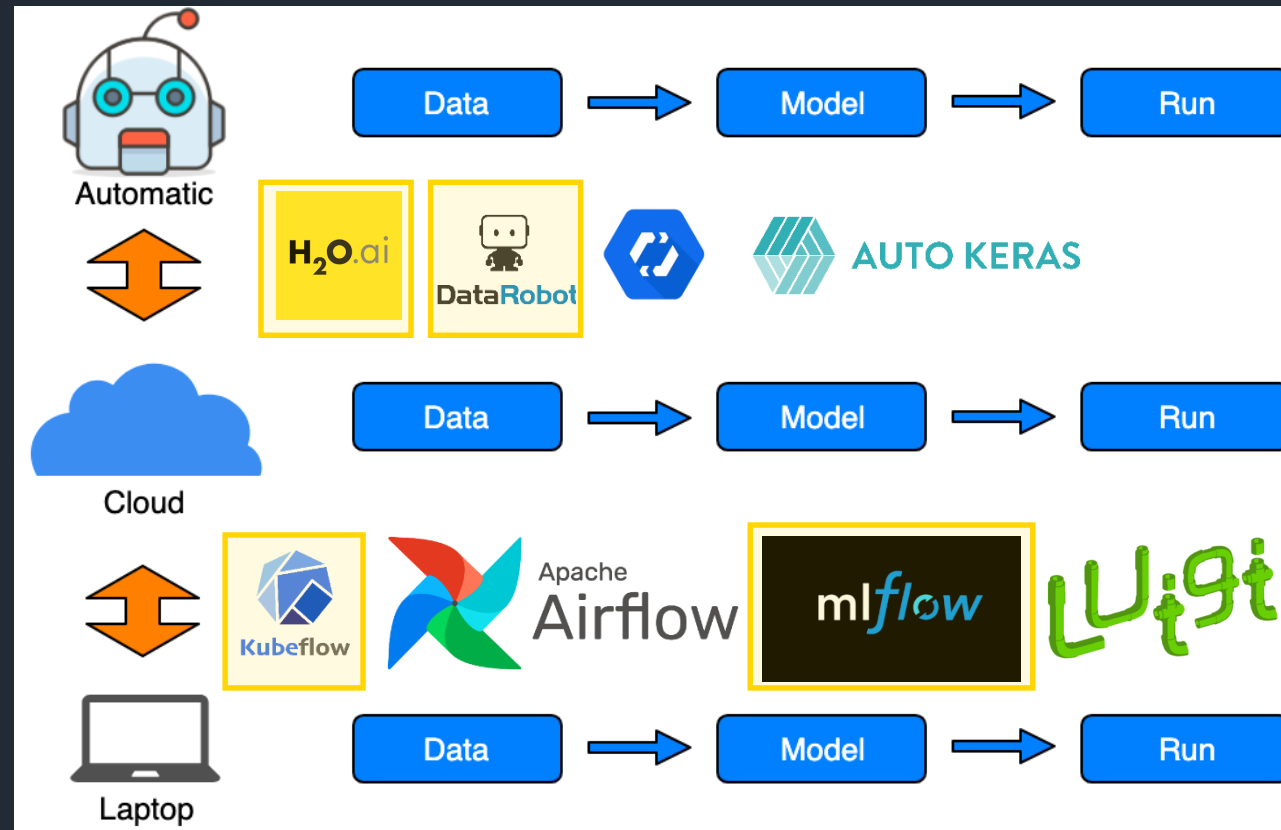 Data
Model
Run
Automatic
H2O.ai
DataRobot
AUTO KERAS
Data
Model
Run
Cloud
Kubeflow
Apache
Airflow
mlflow
LUigi
Data
Model
Run
Laptop